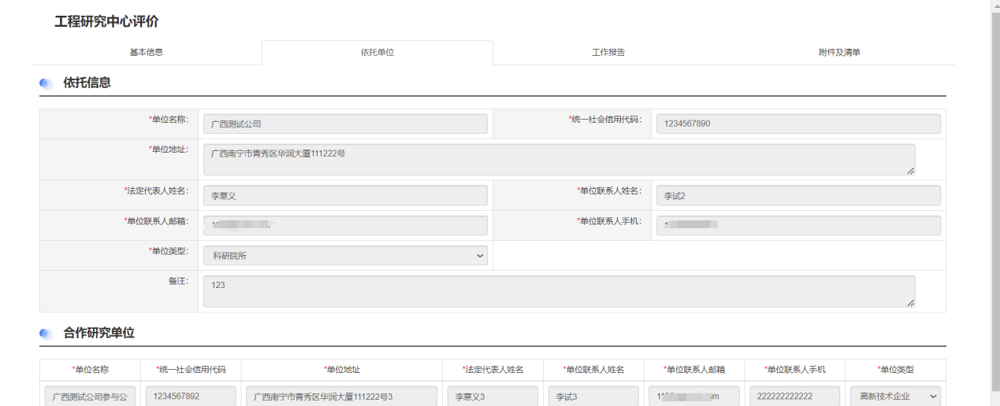 工程研究中心评价
基本信息 依托单位 工作报告 附件及清单
依托信息
*单位名称: 广西测试公司 *统一社会信用代码: 1234567890
*单位地址: 广西南宁市青秀区华润大厦111222号
*法定代表人姓名: 李意义 *单位联系人姓名: 李试2
*单位联系人邮箱: *单位联系人手机:
*单位类型: 科研院所
备注: 123
合作研究单位
*单位名称 *统一社会信用代码 *单位地址 *法定代表人姓名 *单位联系人姓名 *单位联系人邮箱 *单位联系人手机 *单位类型
广西测试公司参与公 1234567892 广西南宁市青秀区华润大厦111222号3 李意义3 李试3 222222222222 高新技术企业